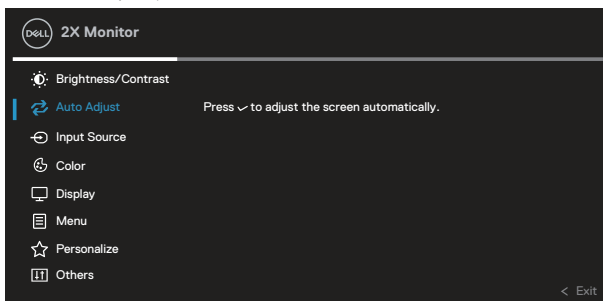 DELL 2X Monitor
Brightness/Contrast
Auto Adjust Press ✓ to adjust the screen automatically.
Input Source
Color
Display
Menu
Personalize
Others
< Exit